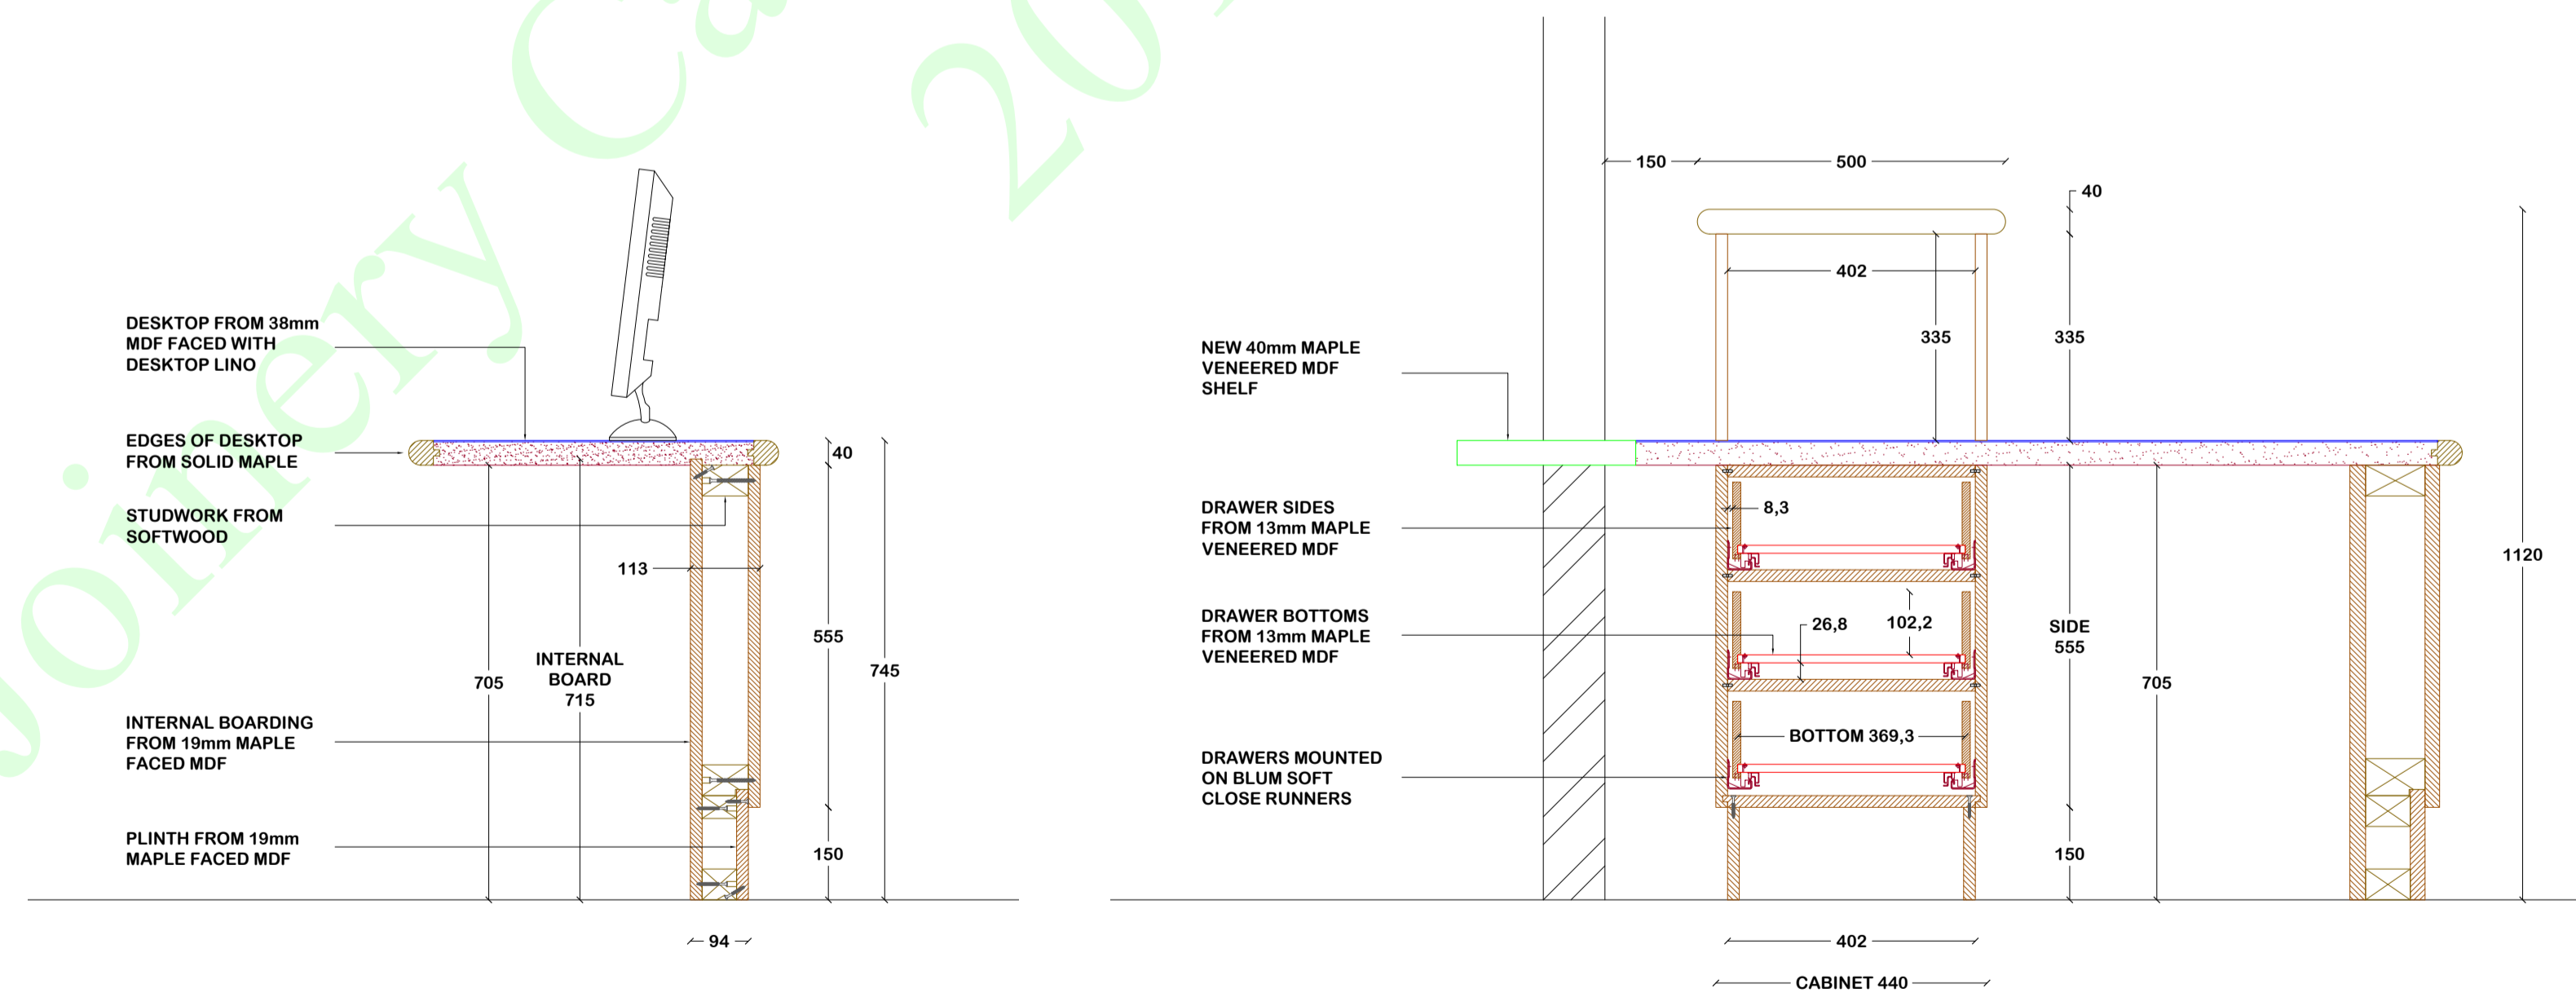 Joinery Ca
20
DESKTOP FROM 38mm
MDF FACED WITH
DESKTOP LINO
EDGES OF DESKTOP
FROM SOLID MAPLE
STUDWORK FROM
SOFTWOOD
INTERNAL BOARDING
FROM 19mm MAPLE
FACED MDF
PLINTH FROM 19mm
MAPLE FACED MDF
705
INTERNAL
BOARD
715
113
94
40
555
150
745
NEW 40mm MAPLE
VENEERED MDF
SHELF
DRAWER SIDES
FROM 13mm MAPLE
VENEERED MDF
DRAWER BOTTOMS
FROM 13mm MAPLE
VENEERED MDF
DRAWERS MOUNTED
ON BLUM SOFT
CLOSE RUNNERS
150
500
40
402
335
335
8,3
26,8
102,2
BOTTOM 369,3
SIDE
555
150
705
1120
402
CABINET 440